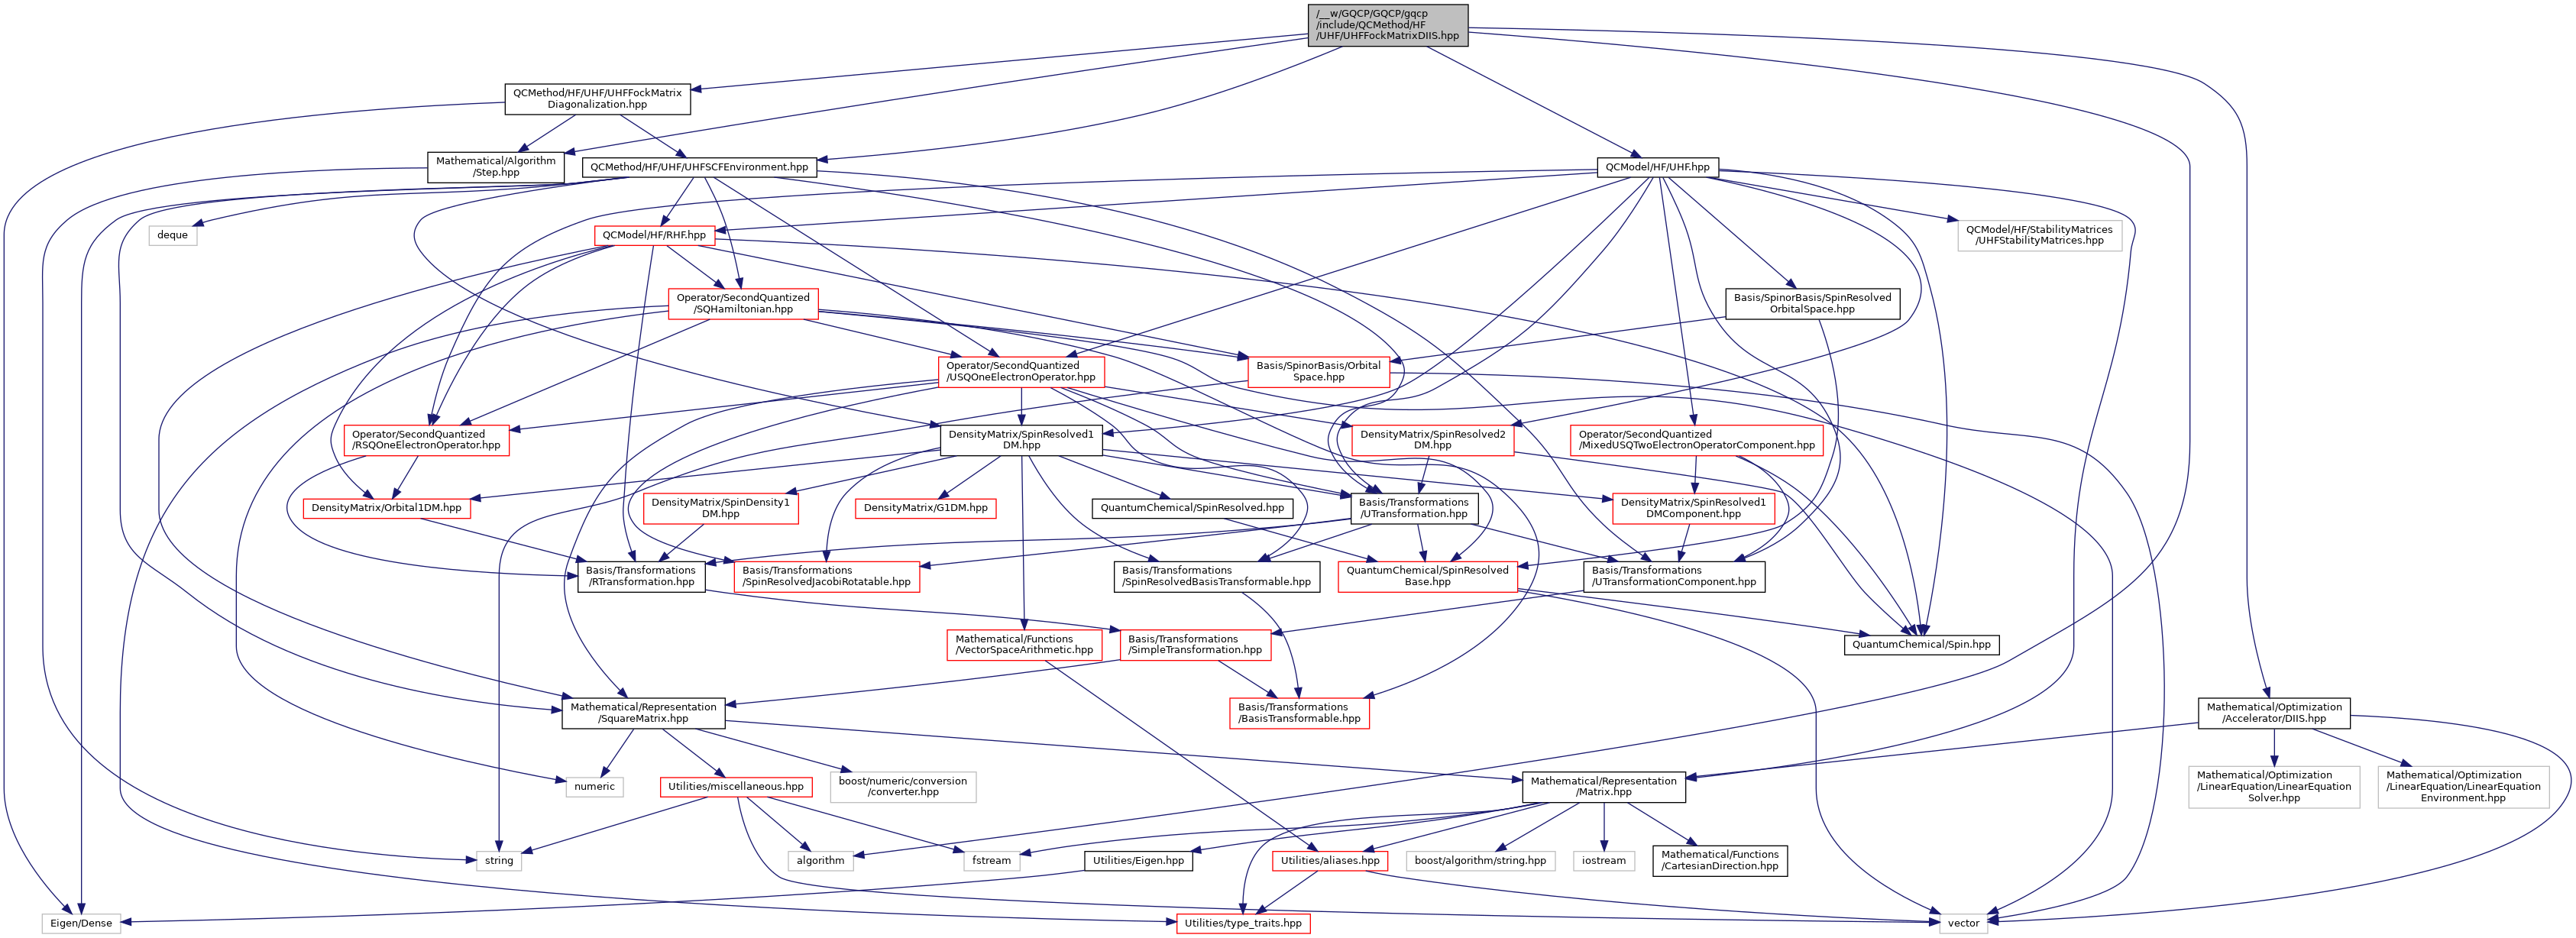 /__w/GQCP/GQCP/gqcp
/include/QCMethod/HF
/UHF/UHFFockMatrixDIIS.hpp
QCMethod/HF/UHF/UHFFockMatrix
Diagonalization.hpp
Mathematical/Algorithm
/Step.hpp
QCMethod/HF/UHF/UHFSCFEnvironment.hpp
QCModel/HF/UHF.hpp
deque
QCModel/HF/RHF.hpp
QCModel/HF/StabilityMatrices
/UHFStabilityMatrices.hpp
Operator/SecondQuantized
/SQHamiltonian.hpp
Basis/SpinorBasis/SpinResolved
OrbitalSpace.hpp
Operator/SecondQuantized
/USQOneElectronOperator.hpp
Basis/SpinorBasis/Orbital
Space.hpp
Operator/SecondQuantized
/RSQOneElectronOperator.hpp
DensityMatrix/SpinResolved1
DM.hpp
DensityMatrix/SpinResolved2
DM.hpp
Operator/SecondQuantized
/MixedUSQTwoElectronOperatorComponent.hpp
DensityMatrix/Orbital1DM.hpp
DensityMatrix/SpinDensity1
DM.hpp
DensityMatrix/G1DM.hpp
QuantumChemical/SpinResolved.hpp
Basis/Transformations
/UTransformation.hpp
DensityMatrix/SpinResolved1
DMComponent.hpp
Basis/Transformations
/RTransformation.hpp
Basis/Transformations
/SpinResolvedJacobiRotatable.hpp
Basis/Transformations
/SpinResolvedBasisTransformable.hpp
QuantumChemical/SpinResolved
Base.hpp
Basis/Transformations
/UTransformationComponent.hpp
Mathematical/Functions
/VectorSpaceArithmetic.hpp
Basis/Transformations
/SimpleTransformation.hpp
QuantumChemical/Spin.hpp
Mathematical/Representation
/SquareMatrix.hpp
Basis/Transformations
/BasisTransformable.hpp
Mathematical/Optimization
/Accelerator/DIIS.hpp
numeric
Utilities/miscellaneous.hpp
boost/numeric/conversion
/converter.hpp
Mathematical/Representation
/Matrix.hpp
Mathematical/Optimization
/LinearEquation/LinearEquation
Solver.hpp
Mathematical/Optimization
/LinearEquation/LinearEquation
Environment.hpp
string
algorithm
fstream
Utilities/Eigen.hpp
Utilities/aliases.hpp
boost/algorithm/string.hpp
iostream
Mathematical/Functions
/CartesianDirection.hpp
Eigen/Dense
Utilities/type_traits.hpp
vector